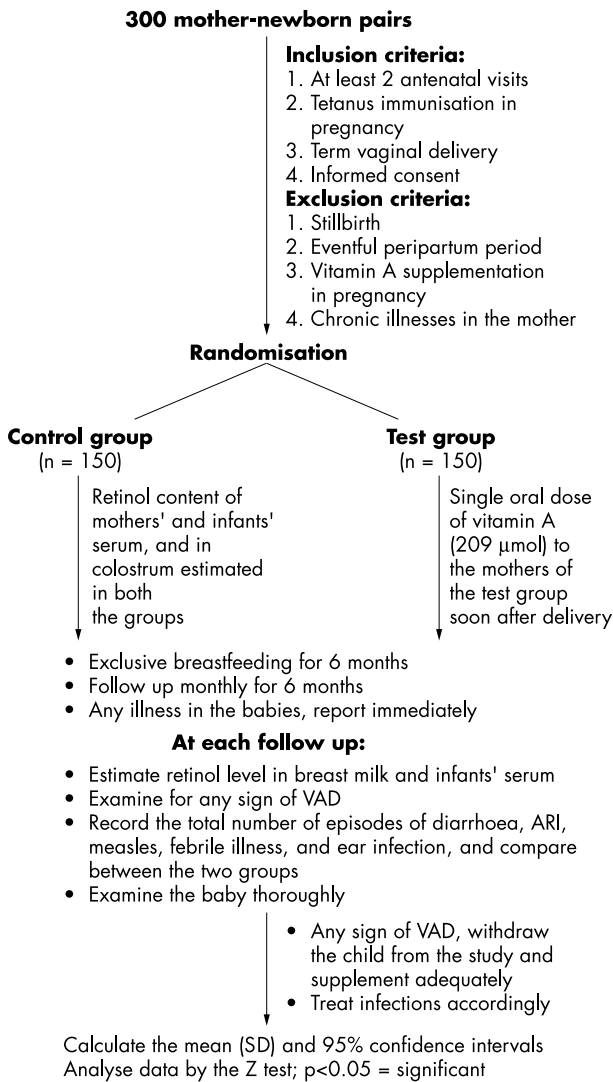 300 mother-newborn pairs
Inclusion criteria:
1. At least 2 antenatal visits
2. Tetanus immunisation in
pregnancy
3. Term vaginal delivery
4. Informed consent
Exclusion criteria:
1. Stillbirth
2. Eventful peripartum period
3. Vitamin A supplementation
in pregnancy
4. Chronic illnesses in the mother
Randomisation
Control group
(n = 150)
Retinol content of
mothers' and infants'
serum, and in
colostrum estimated
in both
the groups
Test group
(n = 150)
Single oral dose
of vitamin A
(209 μmol) to
the mothers of
the test group
soon after delivery
• Exclusive breastfeeding for 6 months
• Follow up monthly for 6 months
• Any illness in the babies, report immediately
At each follow up:
• Estimate retinol level in breast milk and infants' serum
• Examine for any sign of VAD
• Record the total number of episodes of diarrhoea, ARI,
measles, febrile illness, and ear infection, and compare
between the two groups
• Examine the baby thoroughly
• Any sign of VAD, withdraw
the child from the study and
supplement adequately
• Treat infections accordingly
Calculate the mean (SD) and 95% confidence intervals
Analyse data by the Z test; p<0.05 = significant